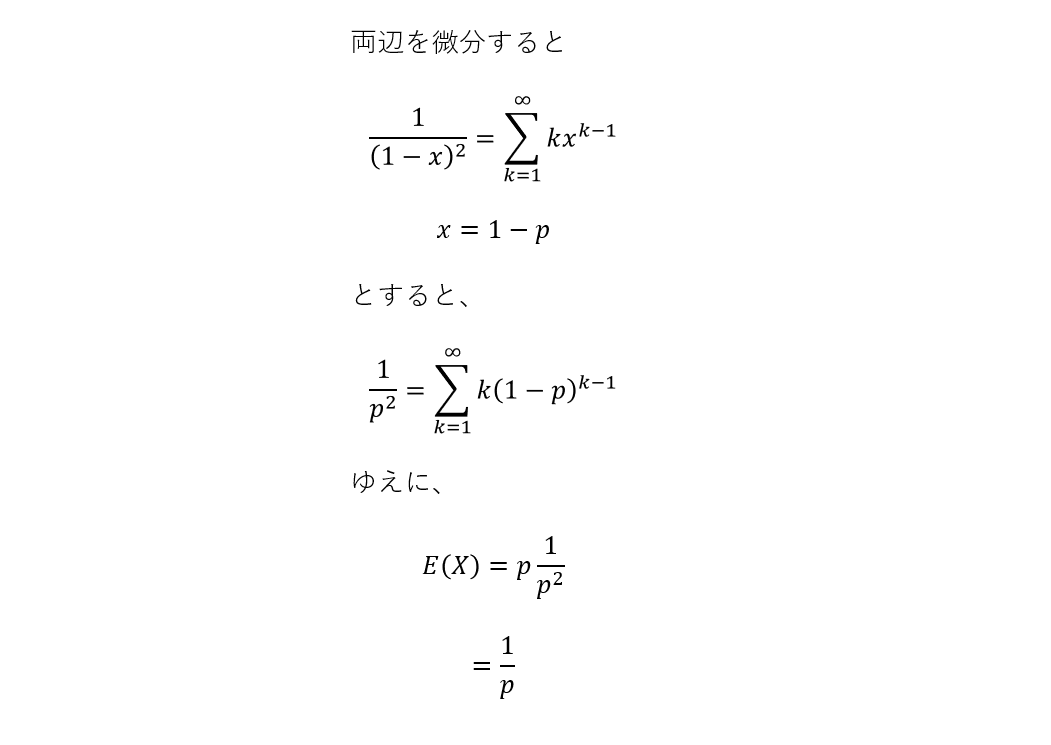 両辺を微分すると
$\frac{1}{(1-x)^2} = \sum_{k=1}^{\infty} kx^{k-1}$
$x = 1 - p$
とすると、
$\frac{1}{p^2} = \sum_{k=1}^{\infty} k(1-p)^{k-1}$
ゆえに、
$E(X) = p\frac{1}{p^2}$
$= \frac{1}{p}$